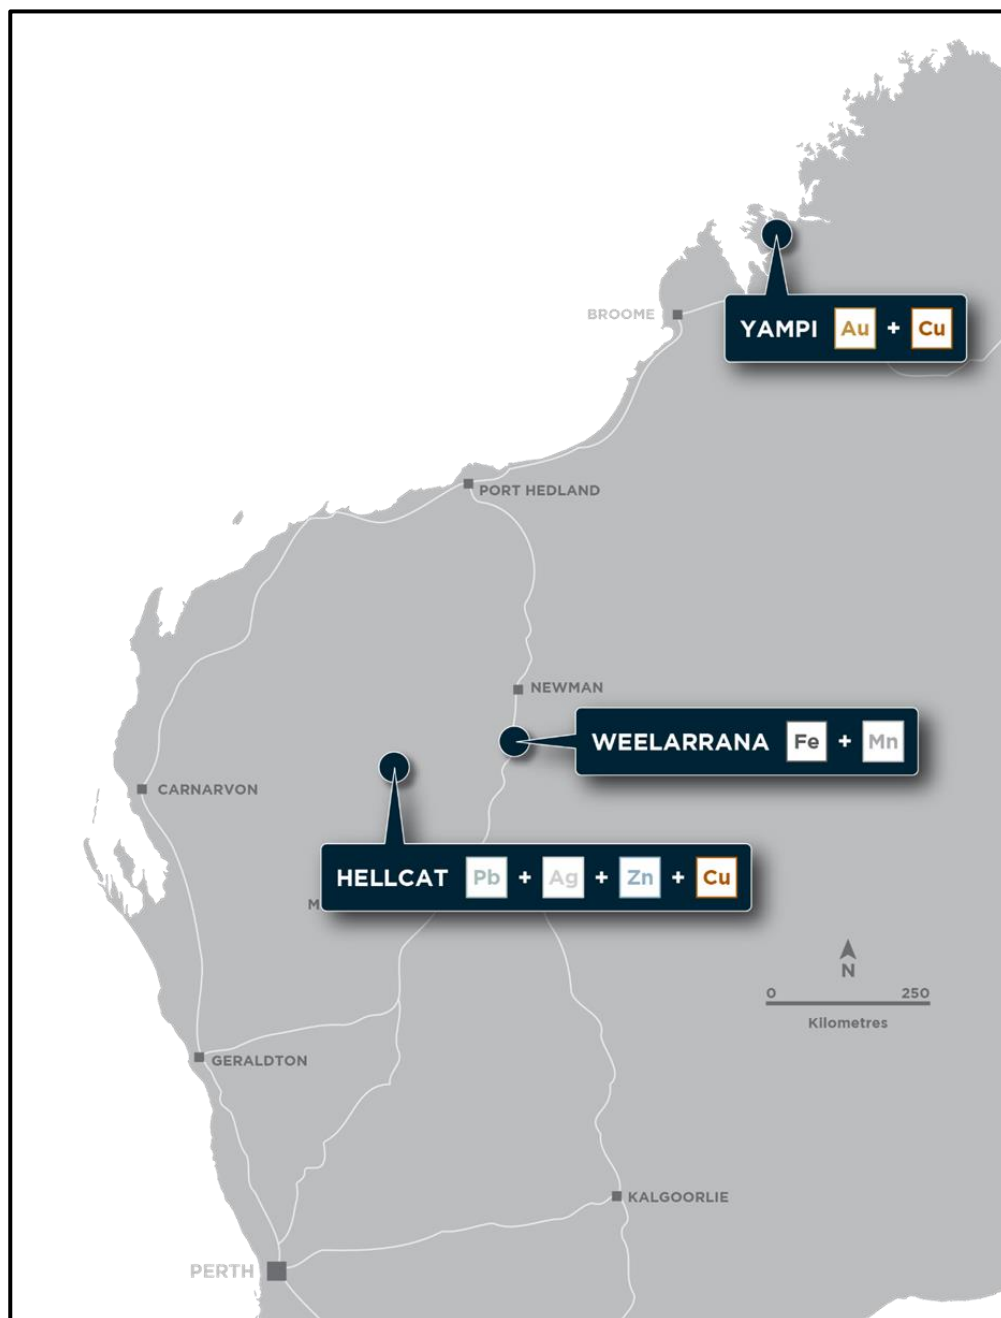 BROOME
YAMPI Au + Cu
PORT HEDLAND
NEWMAN
WEELARRANA Fe + Mn
CARNARVON
HELLCAT Pb + Ag + Zn + Cu
M
N
0 250
Kilometres
GERALDTON
KALGOORLIE
PERTH